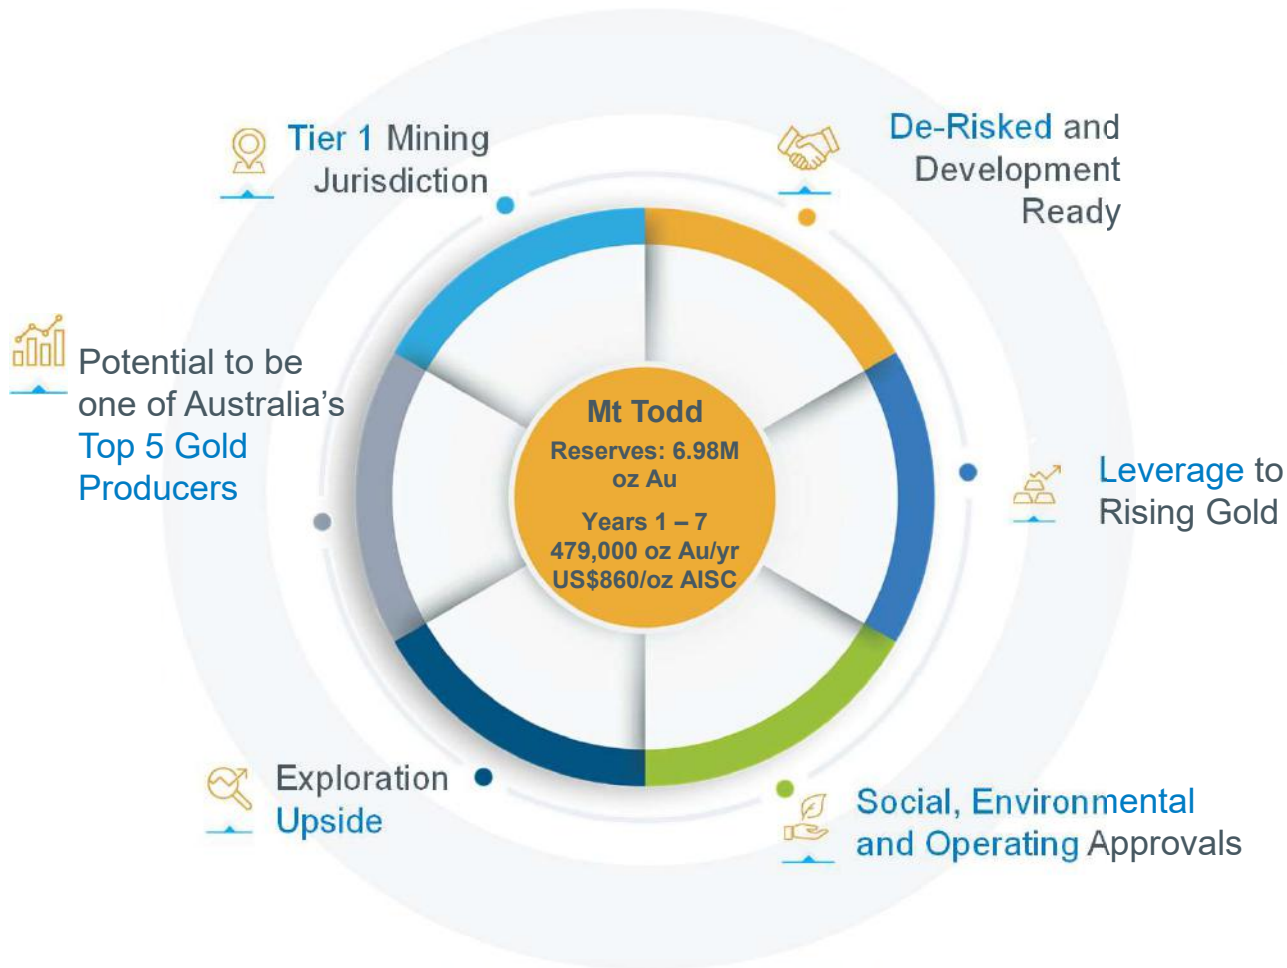 Tier 1 Mining
Jurisdiction
De-Risked and
Development
Ready
Potential to be
one of Australia’s
Top 5 Gold
Producers
Mt Todd
Reserves: 6.98M
oz Au
Years 1 – 7
479,000 oz Au/yr
US$860/oz AISC
Leverage to
Rising Gold
Exploration
Upside
Social, Environmental
and Operating Approvals